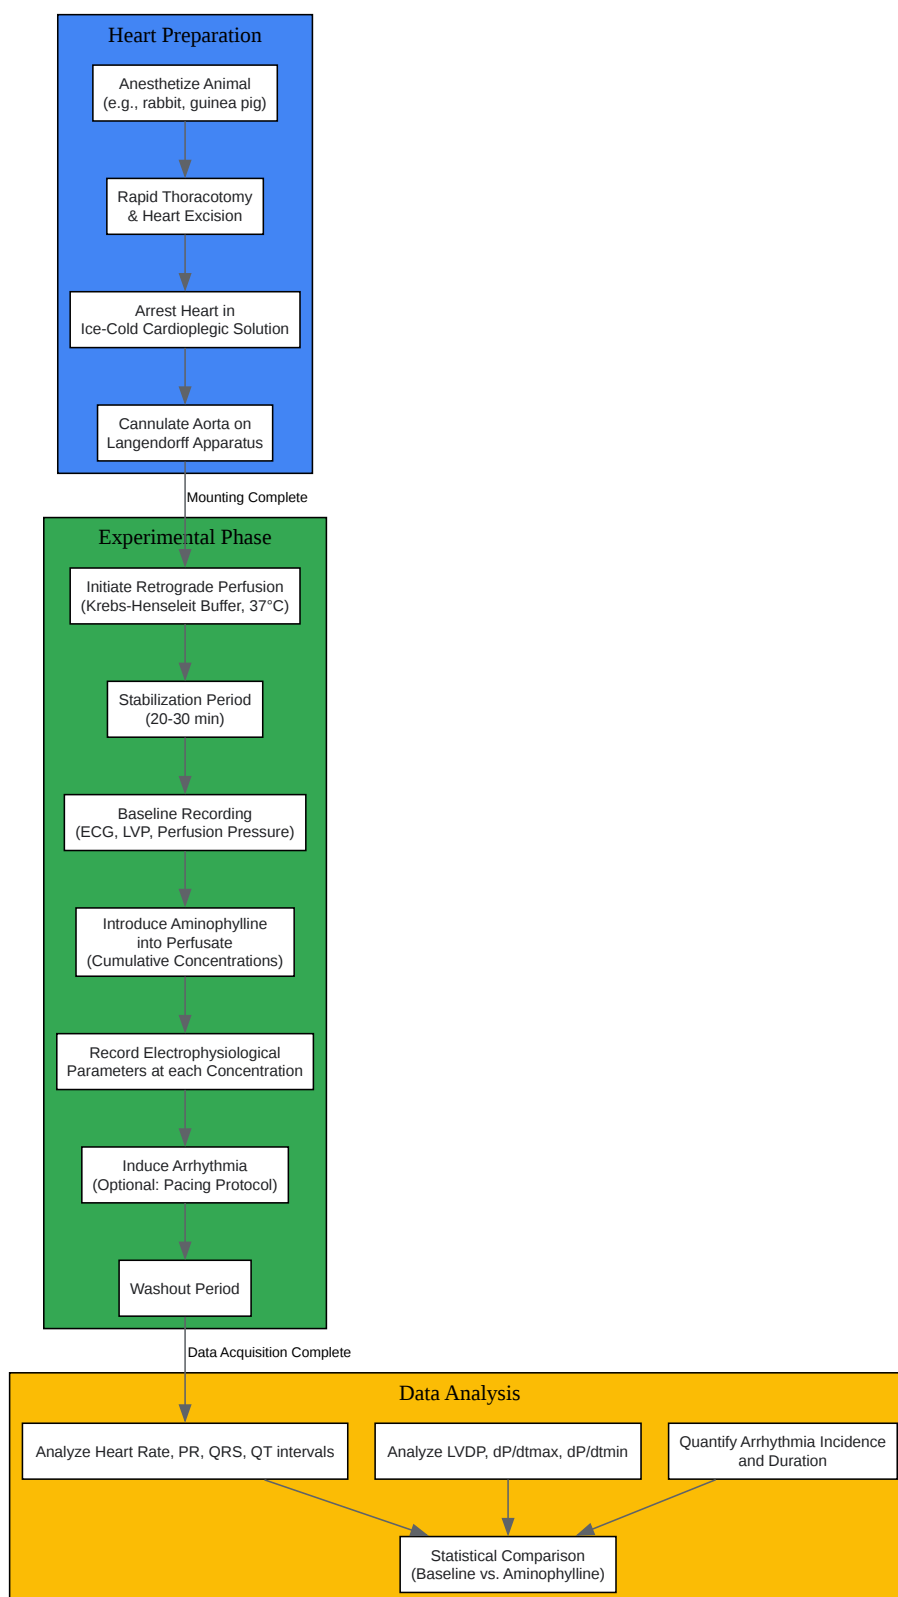 Heart Preparation
Anesthetize Animal
(e.g., rabbit, guinea pig)
Rapid Thoracotomy
& Heart Excision
Arrest Heart in
Ice-Cold Cardioplegic Solution
Cannulate Aorta on
Langendorff Apparatus
Mounting Complete
Experimental Phase
Initiate Retrograde Perfusion
(Krebs-Henseleit Buffer, 37°C)
Stabilization Period
(20-30 min)
Baseline Recording
(ECG, LVP, Perfusion Pressure)
Introduce Aminophylline
into Perfusate
(Cumulative Concentrations)
Record Electrophysiological
Parameters at each Concentration
Induce Arrhythmia
(Optional: Pacing Protocol)
Washout Period
Data Acquisition Complete
Data Analysis
Analyze Heart Rate, PR, QRS, QT intervals
Analyze LVDP, dP/dtmax, dP/dtmin
Quantify Arrhythmia Incidence
and Duration
Statistical Comparison
(Baseline vs. Aminophylline)